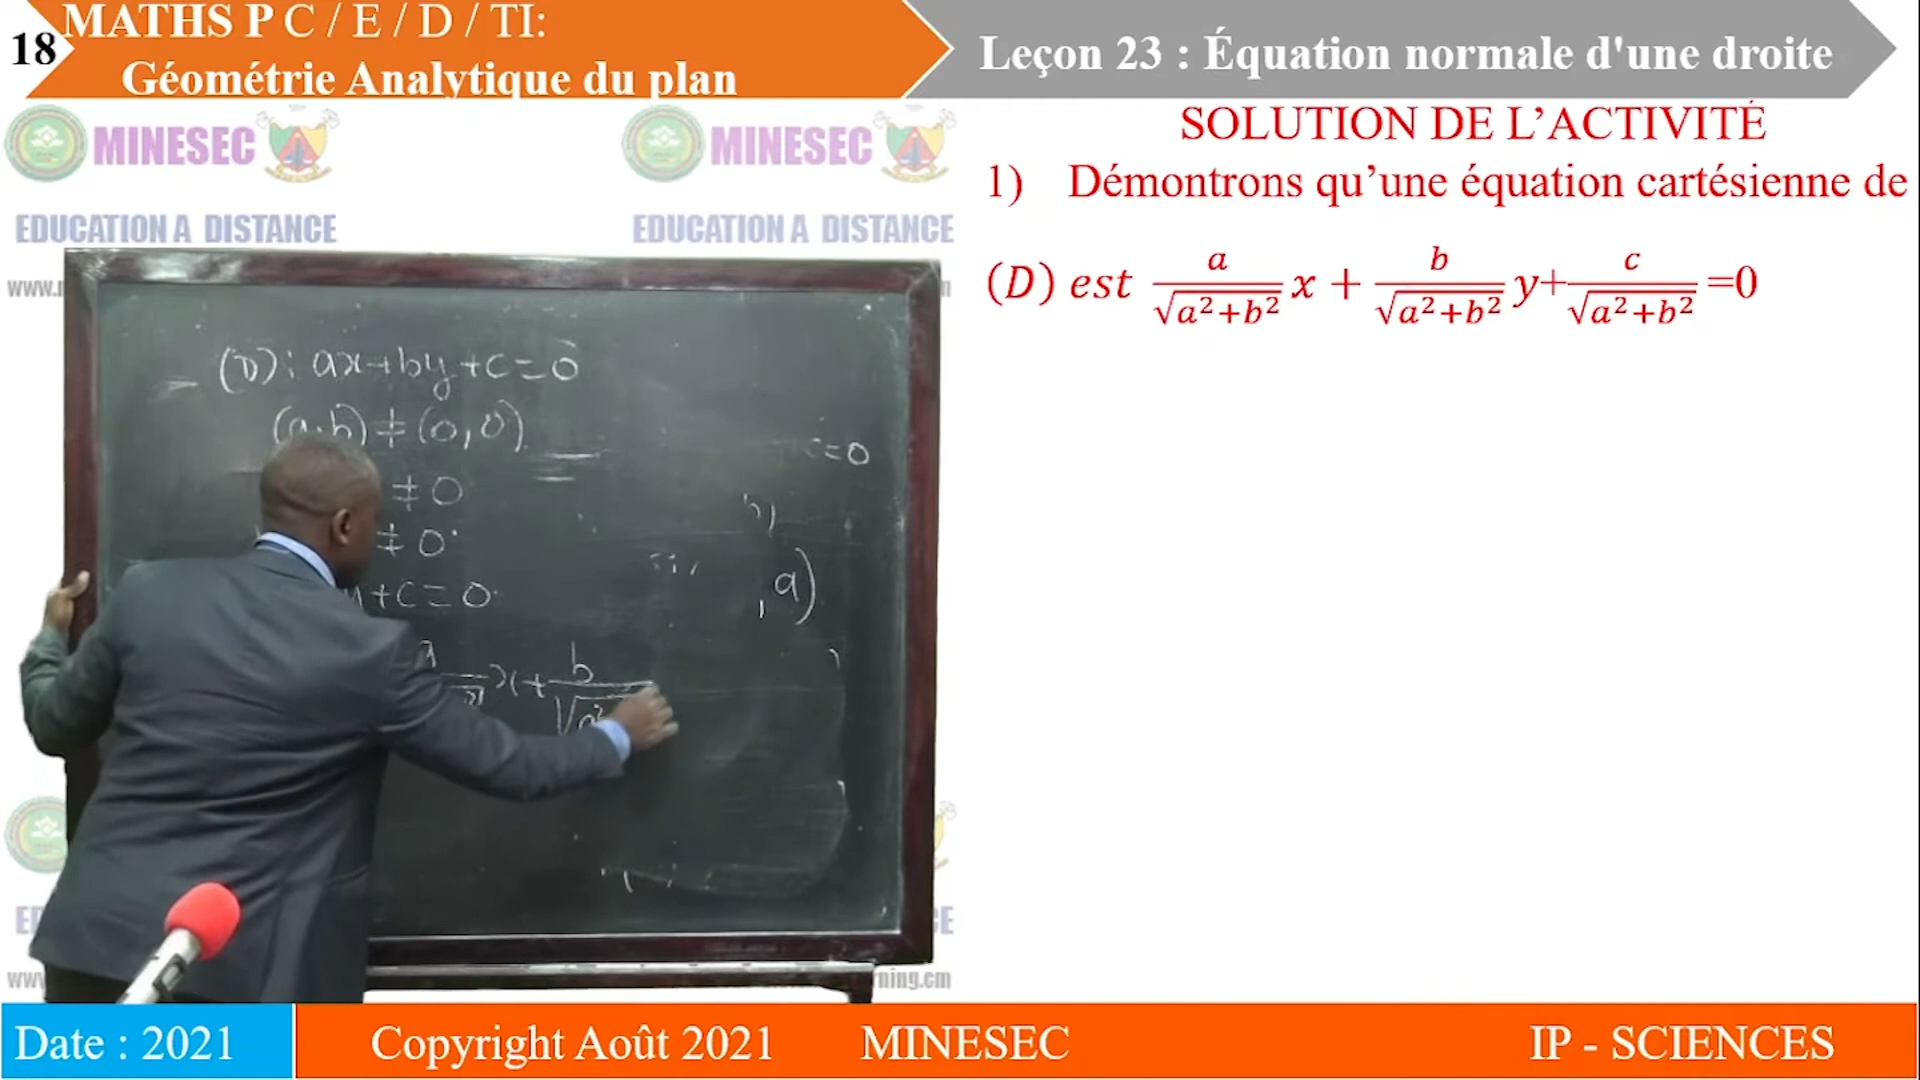 18
MATHS P C / E / D / TI:
Géométrie Analytique du plan
Leçon 23 : Équation normale d'une droite
MINESEC
MINESEC
EDUCATION A DISTANCE
EDUCATION A DISTANCE
SOLUTION DE L'ACTIVITÉ
1) Démontrons qu'une équation cartésienne de
(D) est a/√(a²+b²) x + b/√(a²+b²) y + c/√(a²+b²) =0
(D): ax+by+c=0
(a,b) ≠ (0,0)
≠ 0
≠ 0
+c=0
x + b
√a²
c=0
, a)
Date : 2021
Copyright Août 2021
MINESEC
IP - SCIENCES